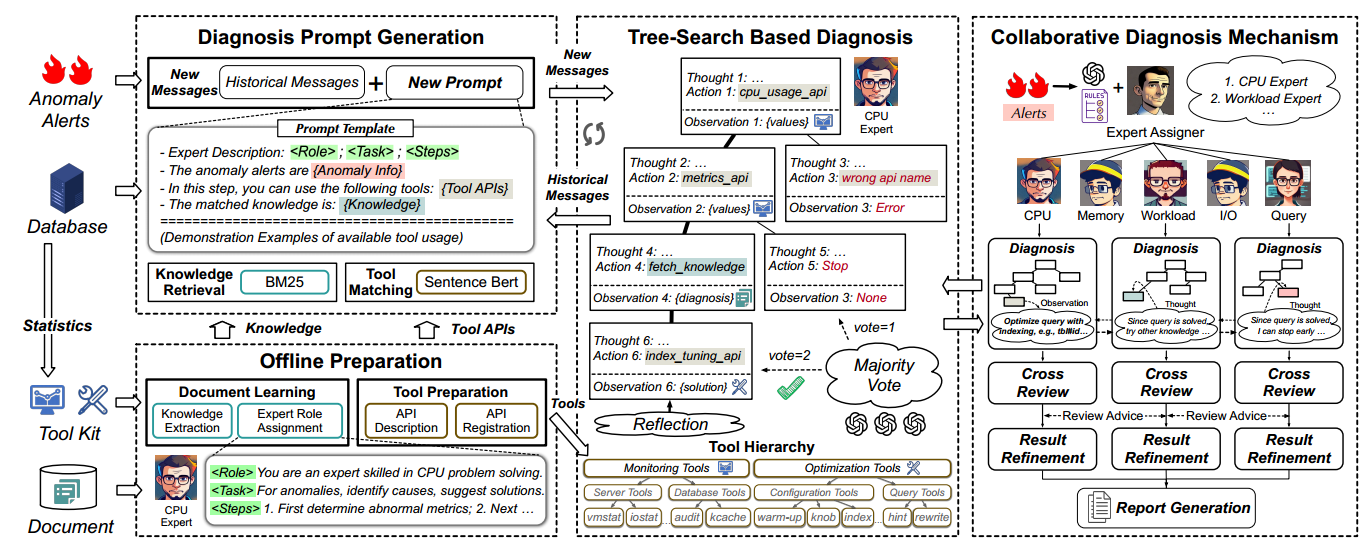 Diagnosis Prompt Generation
Anomaly
Alerts
Database
Statistics
Tool Kit
Document
New
Messages
Historical Messages
+
New Prompt
Prompt Template
- Expert Description: <Role> ; <Task> ; <Steps>
- The anomaly alerts are {Anomaly Info}
- In this step, you can use the following tools: {Tool APIs}
- The matched knowledge is: {Knowledge}
================================================
(Demonstration Examples of available tool usage)
Knowledge
Retrieval
BM25
Tool
Matching
Sentence Bert
Knowledge
Tool APIs
Offline Preparation
Document Learning
Knowledge
Extraction
Expert Role
Assignment
Tool Preparation
API
Description
API
Registration
CPU
Expert
<Role> You are an expert skilled in CPU problem solving.
<Task> For anomalies, identify causes, suggest solutions.
<Steps> 1. First determine abnormal metrics; 2. Next …
New
Messages
Historical
Messages
Tools
Tree-Search Based Diagnosis
Thought 1: …
Action 1: cpu_usage_api
Observation 1: {values}
CPU
Expert
Thought 2: …
Action 2: metrics_api
Observation 2: {values}
Thought 3: …
Action 3: wrong api name
Observation 3: Error
Thought 4: …
Action 4: fetch_knowledge
Observation 4: {diagnosis}
Thought 5: …
Action 5: Stop
Observation 3: None
Thought 6: …
Action 6: index_tuning_api
Observation 6: {solution}
vote=1
vote=2
Majority
Vote
Reflection
Tool Hierarchy
Monitoring Tools
Optimization Tools
Server Tools
Database Tools
Configuration Tools
Query Tools
vmstat
iostat
...
audit
kcache
warm-up
knob
index
...
hint
rewrite
Collaborative Diagnosis Mechanism
Alerts
RULES
+
Expert Assigner
1. CPU Expert
2. Workload Expert
…
CPU
Memory
Workload
I/O
Query
Diagnosis
Observation
Optimize query with
indexing, e.g., tbl#id…
Diagnosis
Thought
Since query is solved,
try other knowledge …
Diagnosis
Thought
Since query is solved,
I can stop early …
Cross
Review
Cross
Review
Cross
Review
Review Advice
Review Advice
Result
Refinement
Result
Refinement
Result
Refinement
Report Generation